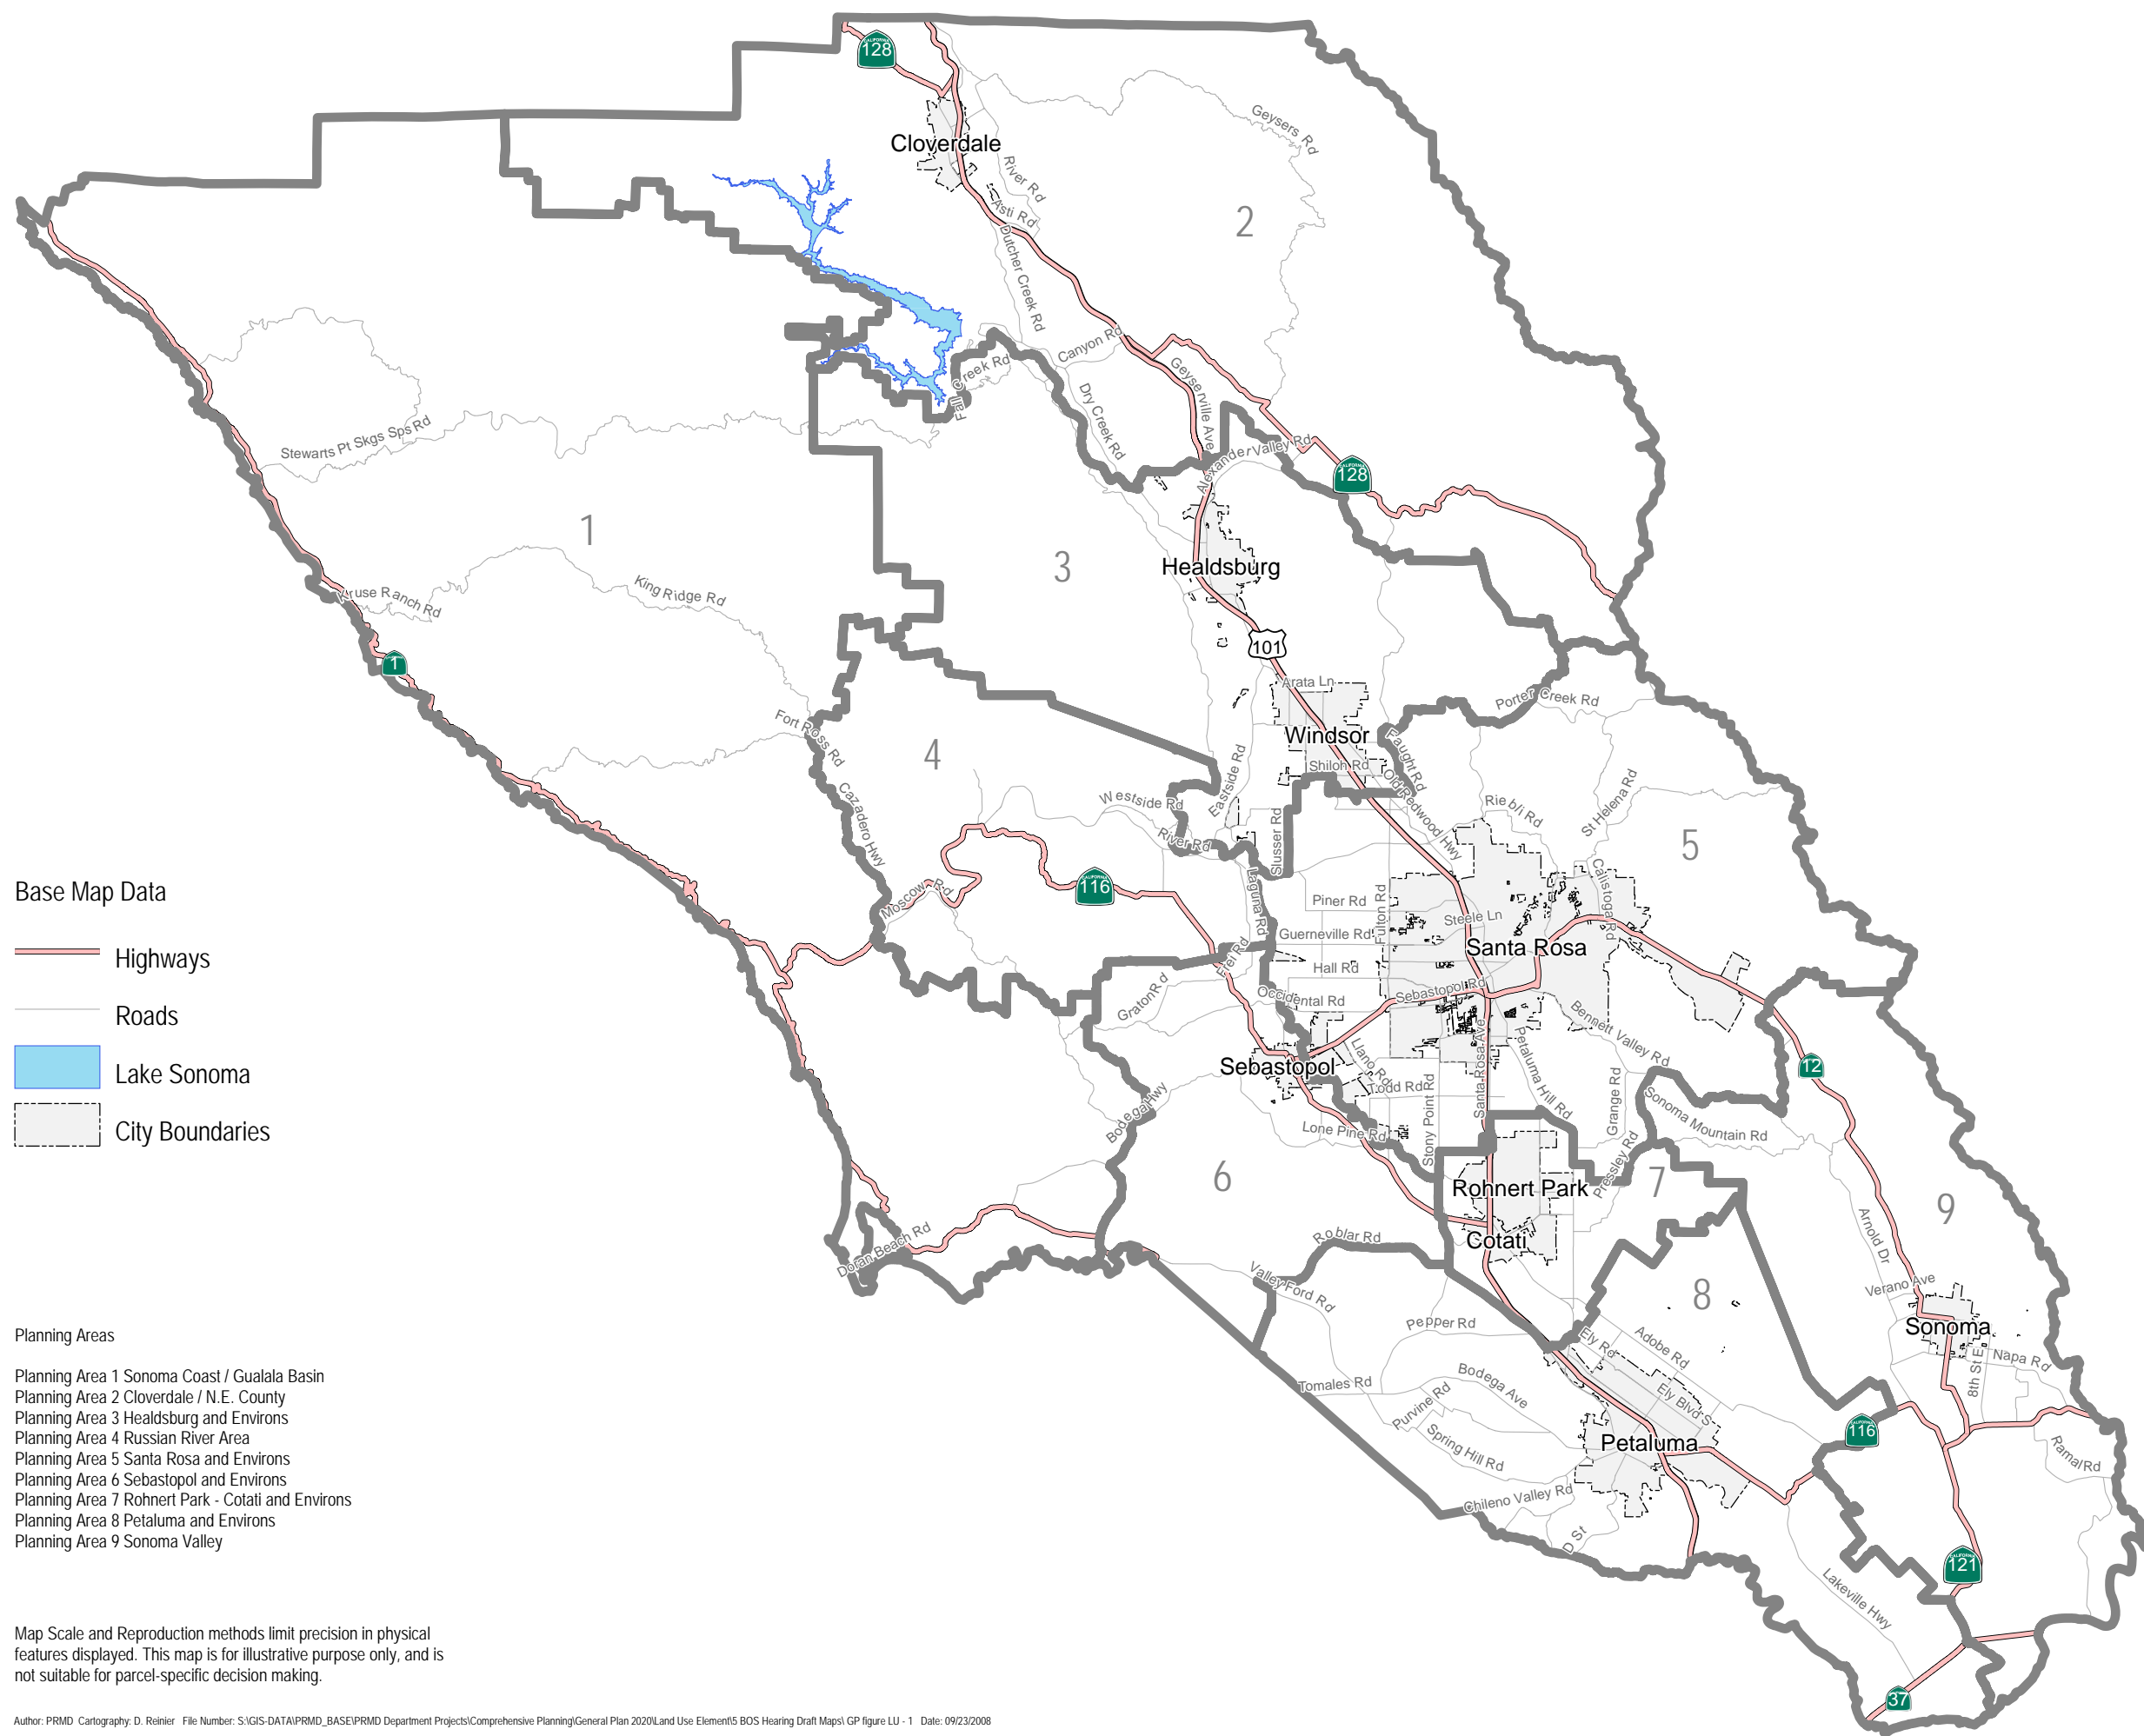 CALIFORNIA
128
Cloverdale
Geysers Rd
River Rd
Asti Rd
2
Dutcher Creek Rd
Canyon Rd
Creek Rd
Fall
Geyserville Ave
Dry Creek Rd
Stewarts Pt Skgs Sps Rd
Alexander Valley Rd
CALIFORNIA
128
1
3
Healdsburg
King Ridge Rd
Kruse Ranch Rd
101
1
Arata Ln
Porter Creek Rd
Fort Ross Rd
Windsor
4
Faught Rd
Shiloh Rd
Old Redwood Hwy
Eastside Rd
Cazadero Hwy
Westside Rd
River Rd
Slusser Rd
Riebli Rd
St Helena Rd
5
Base Map Data
Highways
Roads
Lake Sonoma
City Boundaries
CALIFORNIA
116
Moscow Rd
Laguna Rd
Piner Rd
Fulton Rd
Steele Ln
Calistoga Rd
Guerneville Rd
Santa Rosa
Frei Rd
Hall Rd
Graton Rd
Occidental Rd
Sebastopol Rd
Bennett Valley Rd
Sebastopol
Llano Rd
Todd Rd
Stony Point Rd
Santa Rosa Ave
Petaluma Hill Rd
Grange Rd
12
Sonoma Mountain Rd
Bodega Hwy
Lone Pine Rd
Pressley Rd
6
Rohnert Park
7
9
Cotati
Arnold Dr
Doran Beach Rd
Roblar Rd
Valley Ford Rd
8
Verano Ave
Pepper Rd
Ely Rd
Adobe Rd
Sonoma
Napa Rd
8th St E
Tomales Rd
Purvine Rd
Bodega Ave
Ely Blvd S
Spring Hill Rd
Petaluma
CALIFORNIA
116
Ramal Rd
Chileno Valley Rd
D St
CALIFORNIA
121
Lakeville Hwy
37
Planning Areas
Planning Area 1 Sonoma Coast / Gualala Basin
Planning Area 2 Cloverdale / N.E. County
Planning Area 3 Healdsburg and Environs
Planning Area 4 Russian River Area
Planning Area 5 Santa Rosa and Environs
Planning Area 6 Sebastopol and Environs
Planning Area 7 Rohnert Park - Cotati and Environs
Planning Area 8 Petaluma and Environs
Planning Area 9 Sonoma Valley
Map Scale and Reproduction methods limit precision in physical
features displayed. This map is for illustrative purpose only, and is
not suitable for parcel-specific decision making.
Author: PRMD Cartography: D. Reinier File Number: S:\GIS-DATA\PRMD_BASE\PRMD Department Projects\Comprehensive Planning\General Plan 2020\Land Use Element\5 BOS Hearing Draft Maps\ GP figure LU - 1 Date: 09/23/2008